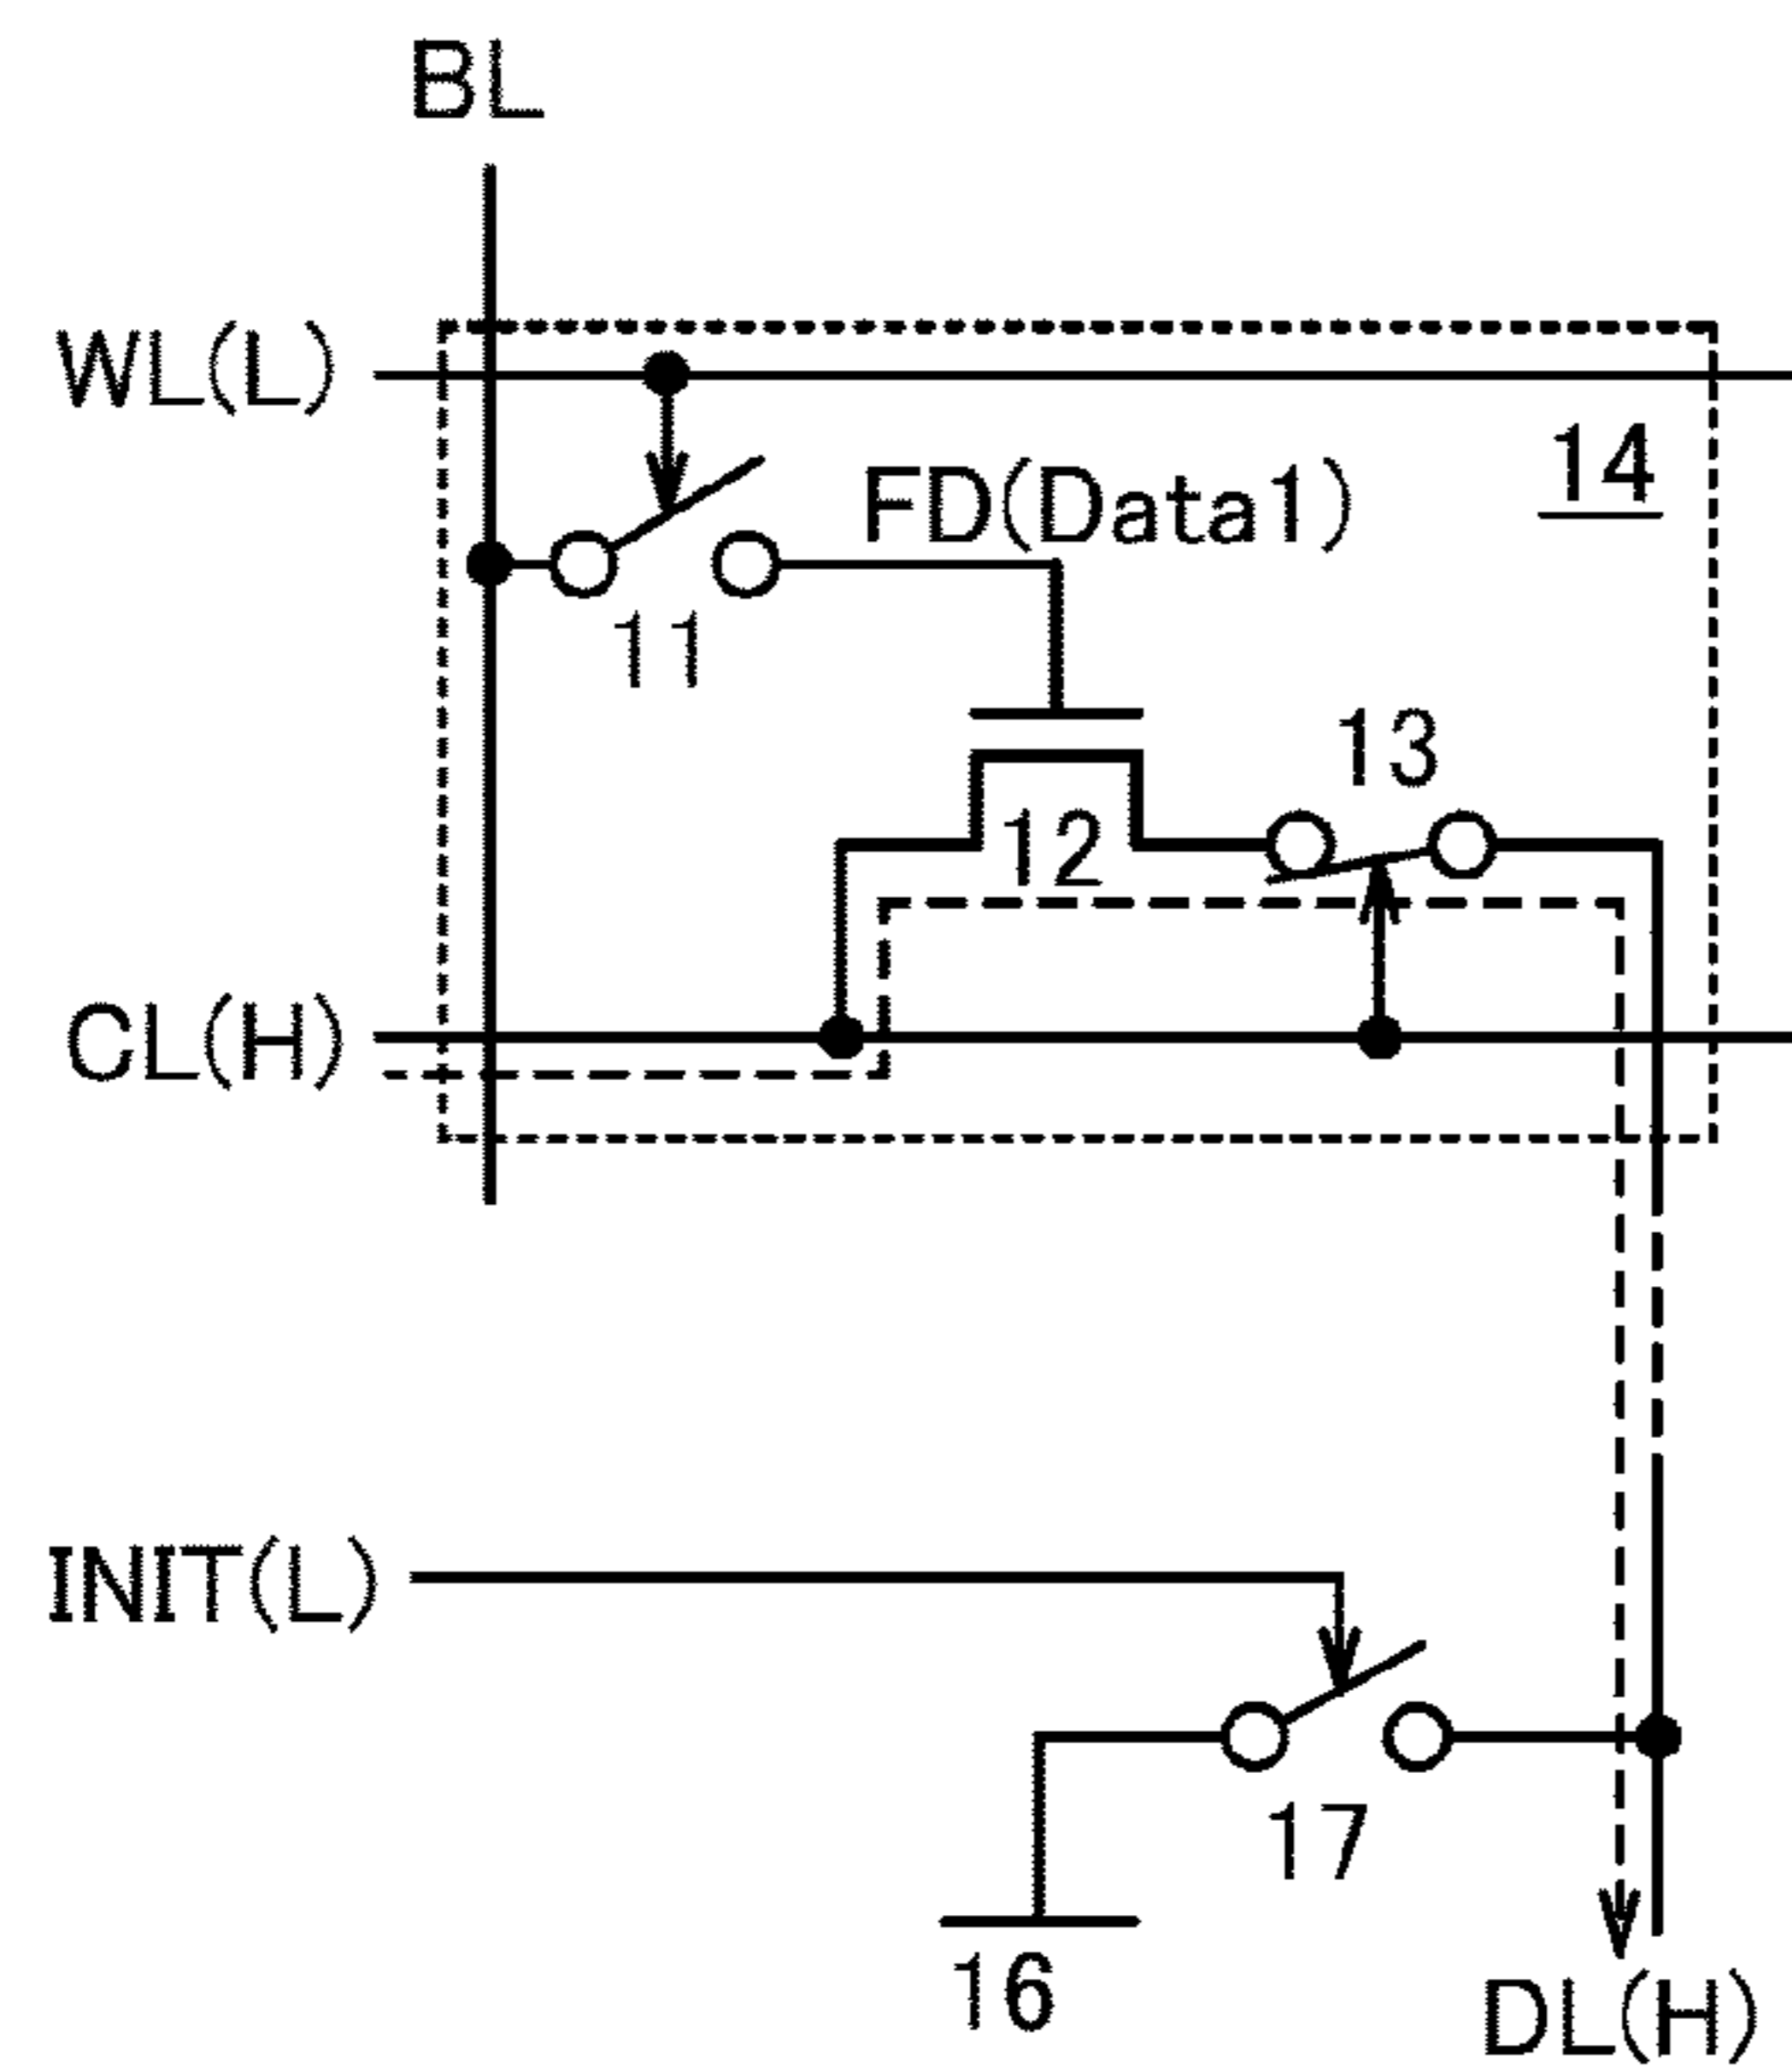 BL
WL(L)
14
FD(Data1)
11
13
12
CL(H)
INIT(L)
17
16
DL(H)